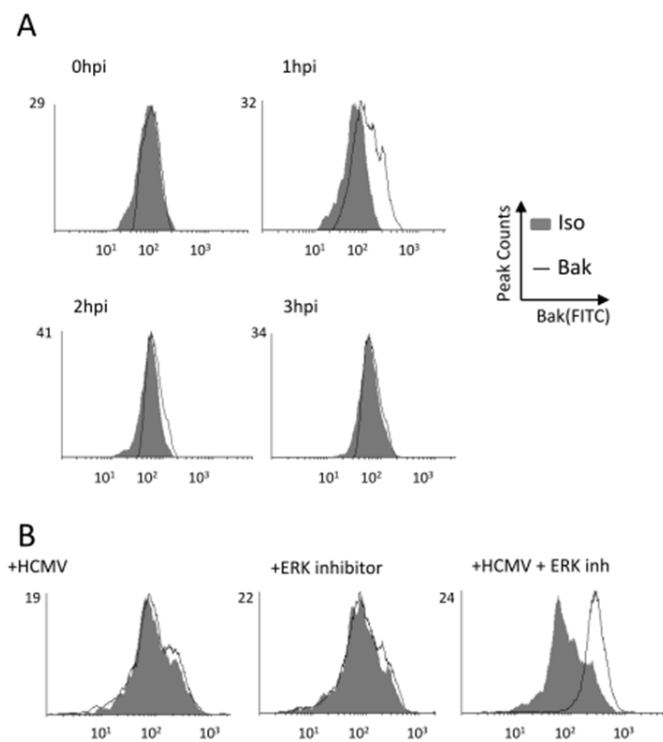 A
0hpi
1hpi
29
32
10¹ 10² 10³
10¹ 10² 10³
Iso
Bak
Peak Counts
Bak(FITC)
2hpi
3hpi
41
34
10¹ 10² 10³
10¹ 10² 10³
B
+HCMV
+ERK inhibitor
+HCMV + ERK inh
19
22
24
10¹ 10² 10³
10¹ 10² 10³
10¹ 10² 10³